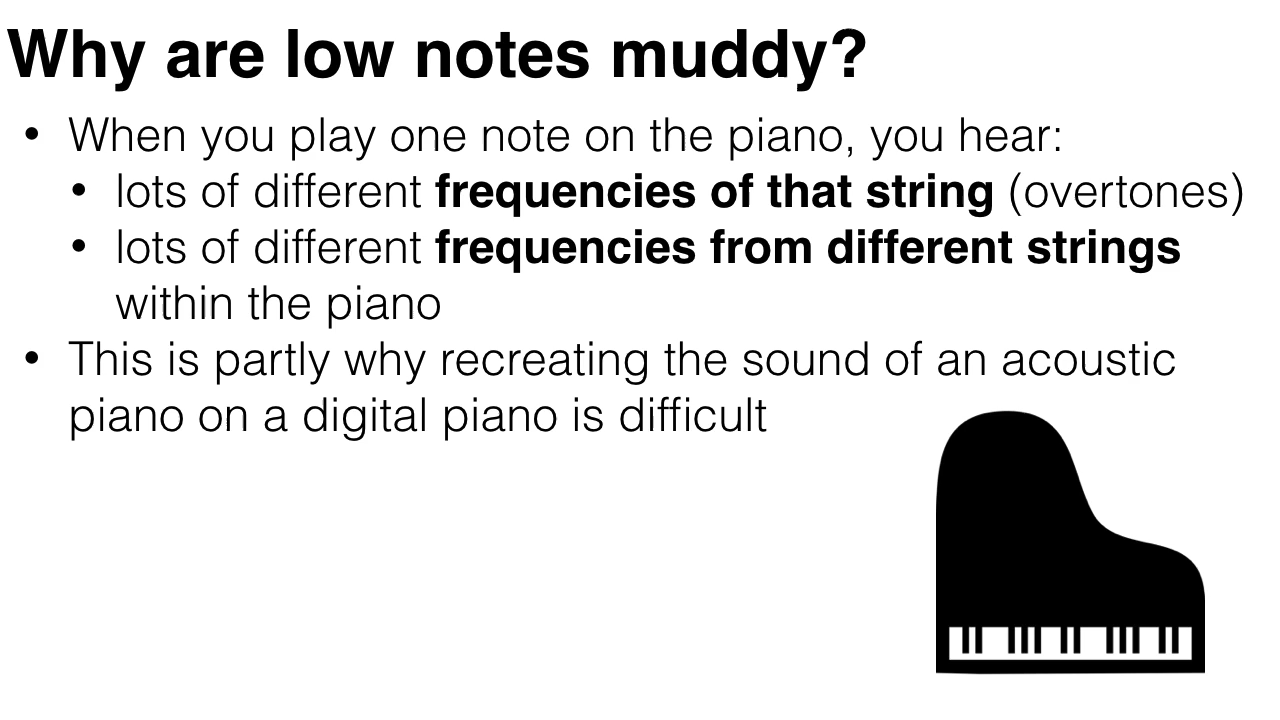 Why are low notes muddy?
• When you play one note on the piano, you hear:
• lots of different frequencies of that string (overtones)
• lots of different frequencies from different strings
within the piano
• This is partly why recreating the sound of an acoustic
piano on a digital piano is difficult